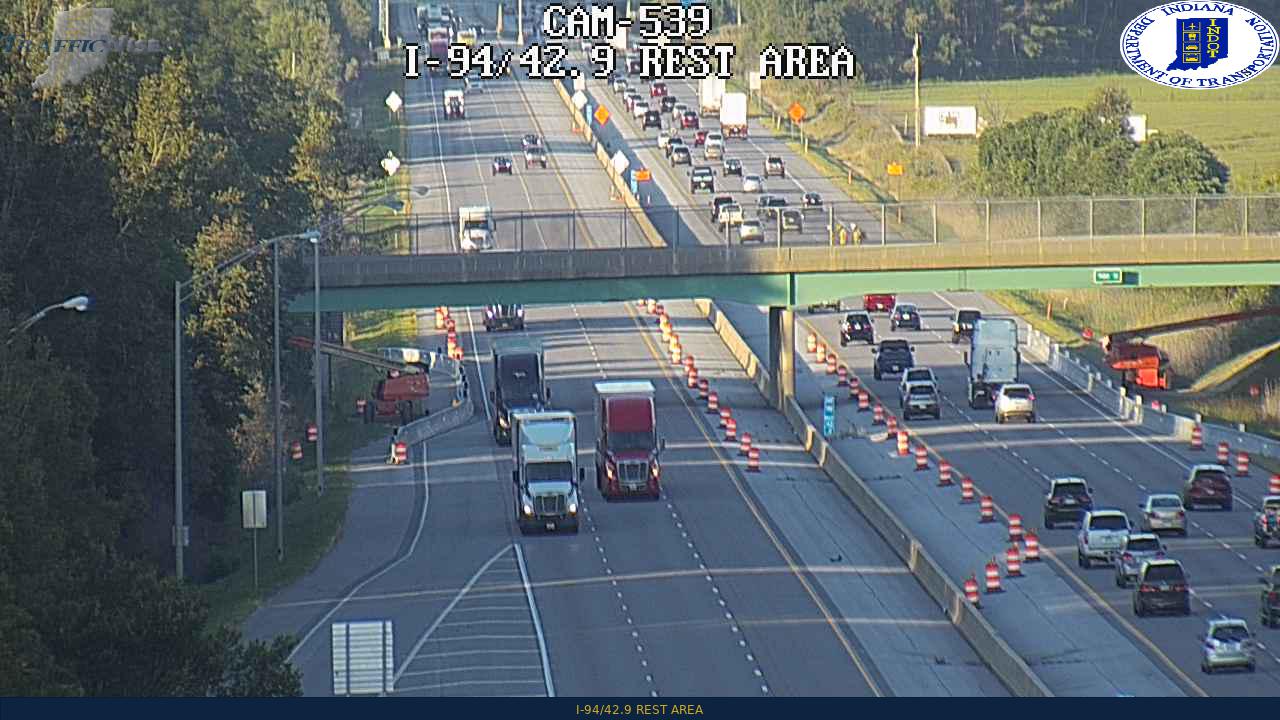 CAM-539
I-94/42.9 REST AREA
TRAFFICWISE
INDIANA
DEPARTMENT OF TRANSPORTATION
INDOT
I-94/42.9 REST AREA